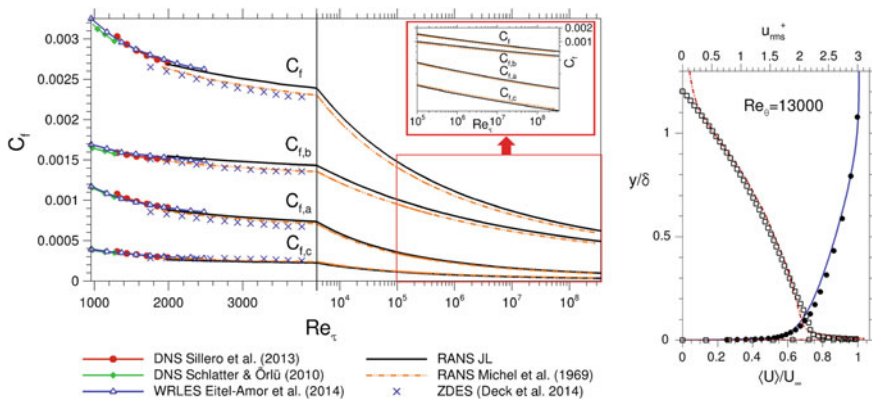 0.003
0.0025
0.002
0.0015
0.001
0.0005
0
C_f
C_f
C_f,b
C_f,a
C_f,c
1000
2000
3000
10^4
10^5
10^6
10^7
10^8
Re_τ
C_f
C_f,b
C_f,a
C_f,c
0.002
0.001
C_f
10^5
10^6
10^7
10^8
Re_τ
DNS Sillero et al. (2013)
DNS Schlatter & Örlü (2010)
WRLES Eitel-Amor et al. (2014)
RANS JL
RANS Michel et al. (1969)
ZDES (Deck et al. 2014)
u_rms^+
0 0.5 1 1.5 2 2.5 3
Re_θ=13000
y/δ
1
0.5
0
0 0.2 0.4 0.6 0.8 1
⟨U⟩/U_∞